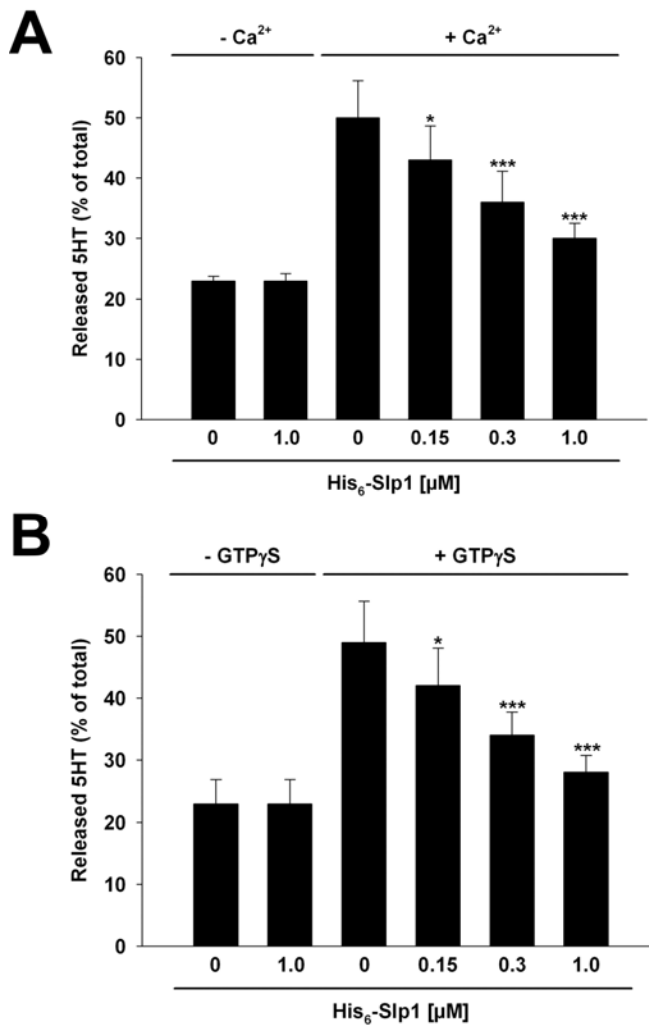 A
- Ca²⁺ + Ca²⁺
60
50
40
30
20
10
0
Released 5HT (% of total)
* *** ***
0 1.0 0 0.15 0.3 1.0
His₆-Slp1 [µM]
B
- GTPγS + GTPγS
60
50
40
30
20
10
0
Released 5HT (% of total)
* *** ***
0 1.0 0 0.15 0.3 1.0
His₆-Slp1 [µM]